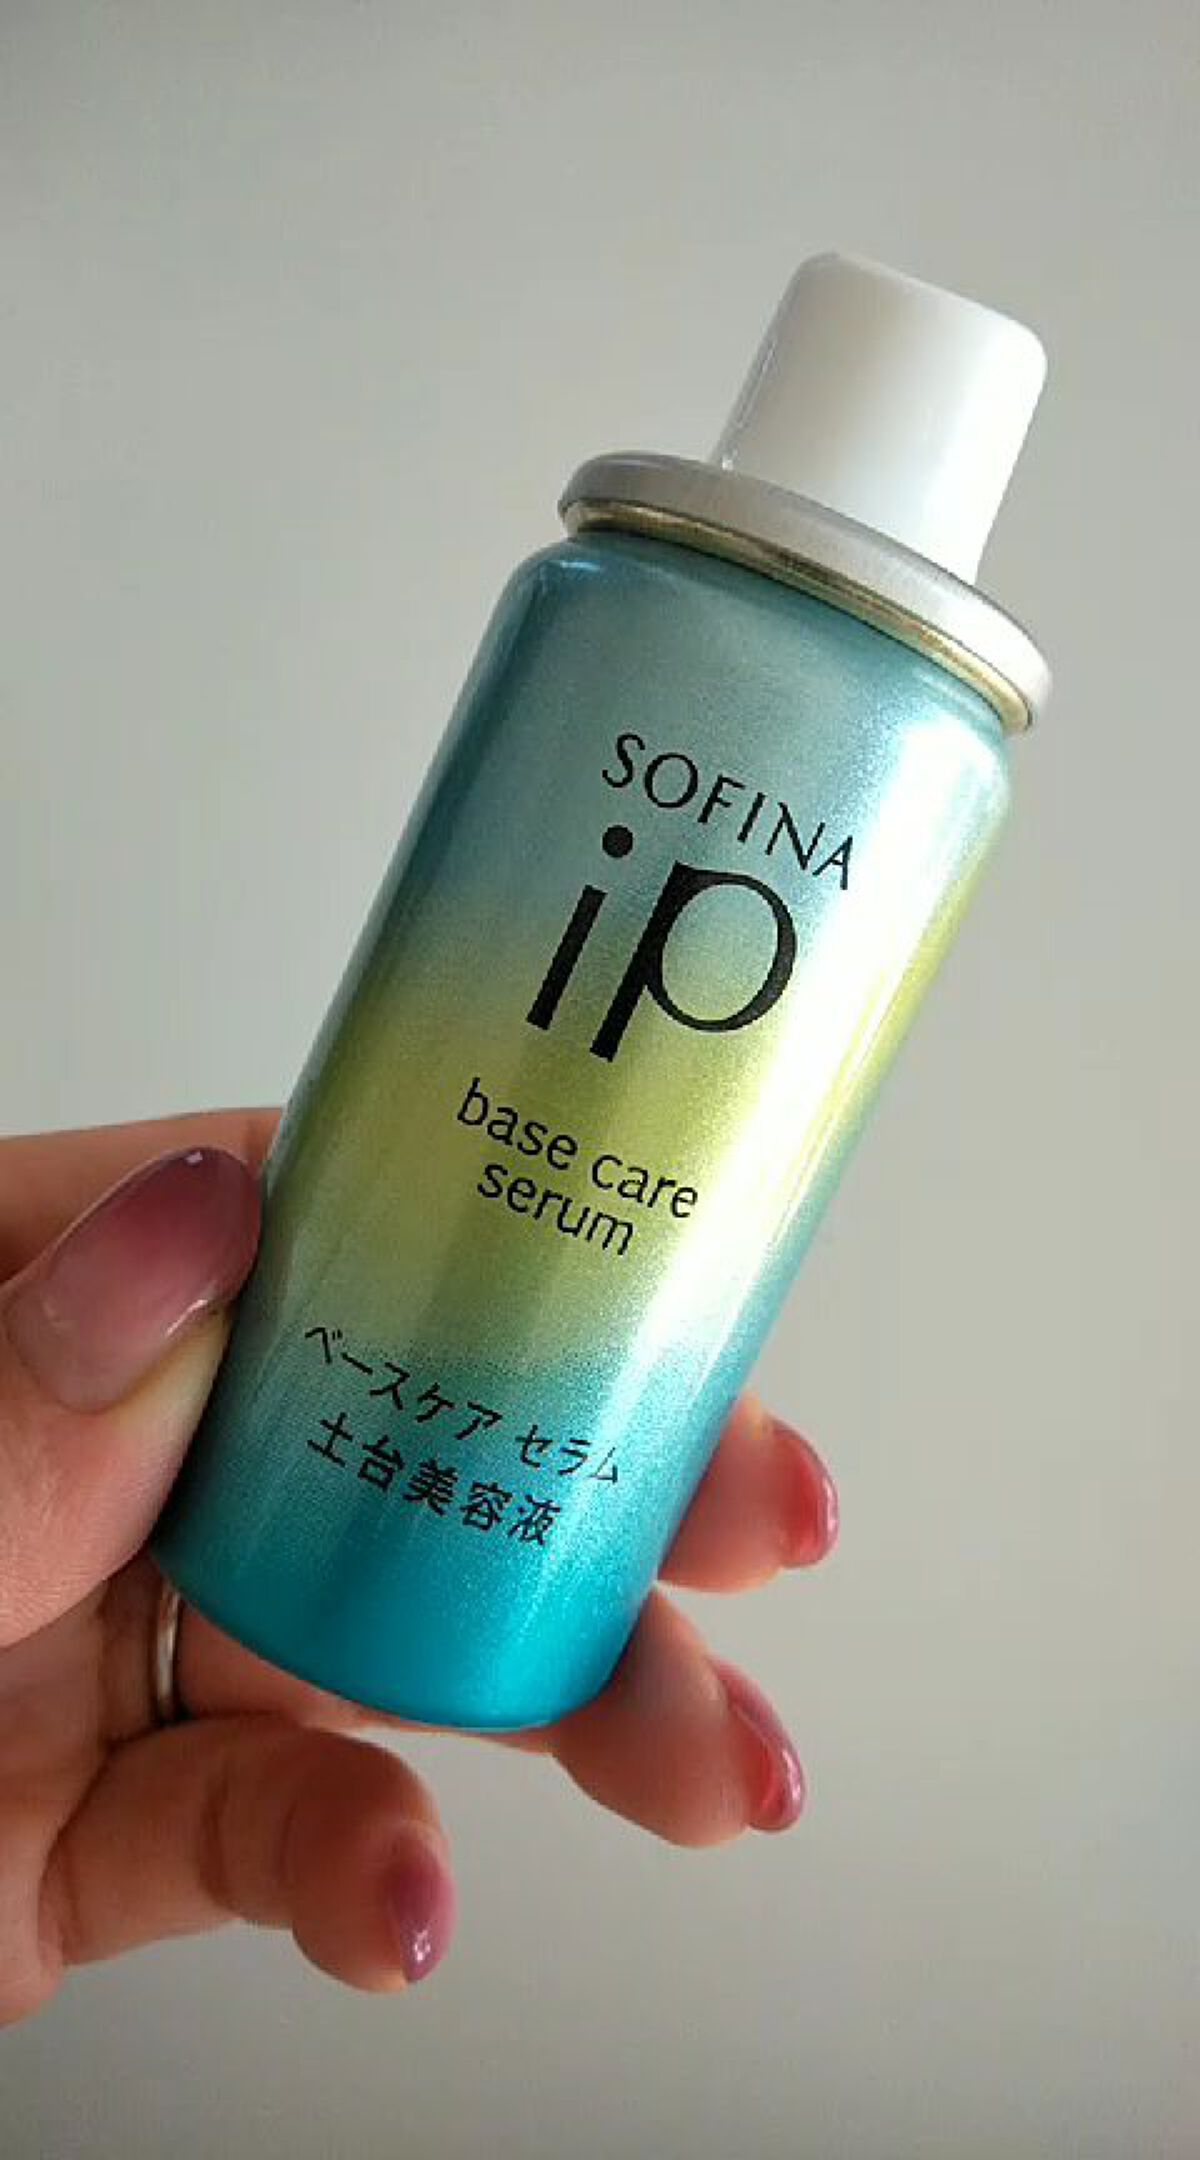 SOFINA
ip
base care
serum
ベースケア セラム
土台美容液